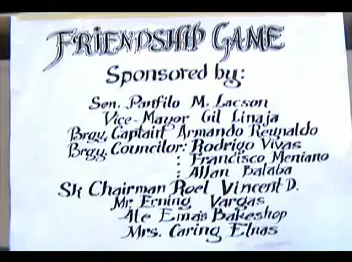 FRIENDSHIP GAME
Sponsored by:
Sen. Panfilo M. Lacson
Vice-Mayor Gil Linaja
Brgy. Captain Armando Reynaldo
Brgy. Councilor: Rodrigo Vivas
: Francisco Meniano
: Allan Balaba
Sk Chairman Roel Vincent D.
Mr. Erning Vargas
Ate Eina's Bakeshop
Mrs. Caring Elnas